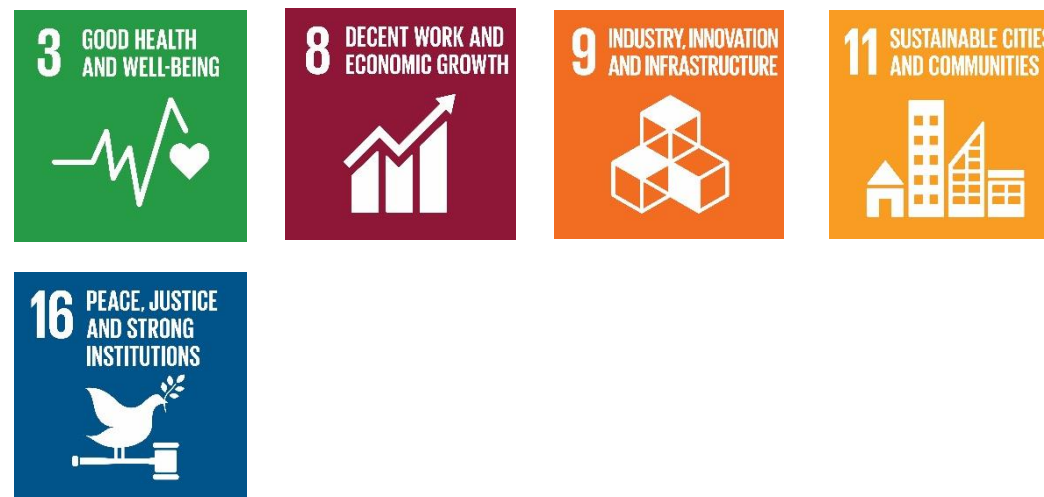 3 GOOD HEALTH
AND WELL-BEING
8 DECENT WORK AND
ECONOMIC GROWTH
9 INDUSTRY, INNOVATION
AND INFRASTRUCTURE
11 SUSTAINABLE CITIES
AND COMMUNITIES
16 PEACE, JUSTICE
AND STRONG
INSTITUTIONS